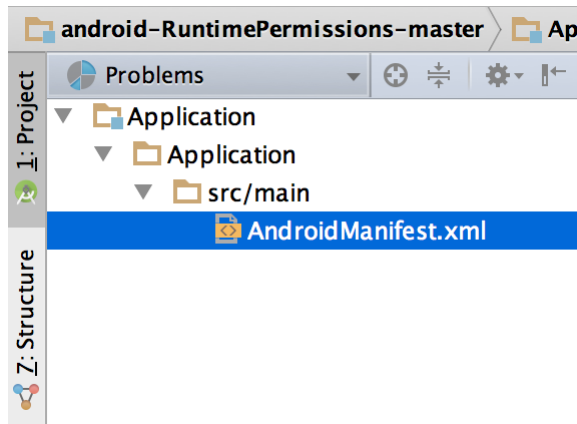 android-RuntimePermissions-master Ap
Problems
1: Project
Application
Application
src/main
AndroidManifest.xml
7: Structure